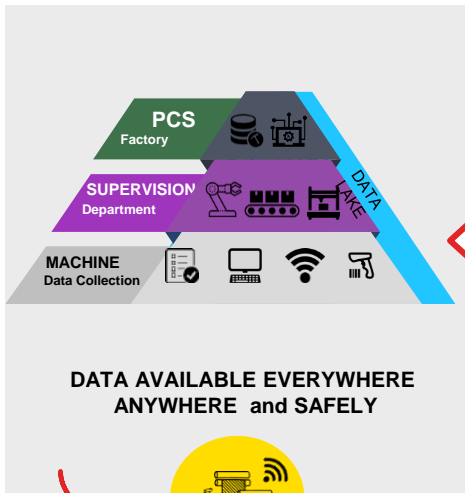 PCS
Factory
SUPERVISION
Department
DATA
LAKE
MACHINE
Data Collection
DATA AVAILABLE EVERYWHERE
ANYWHERE and SAFELY